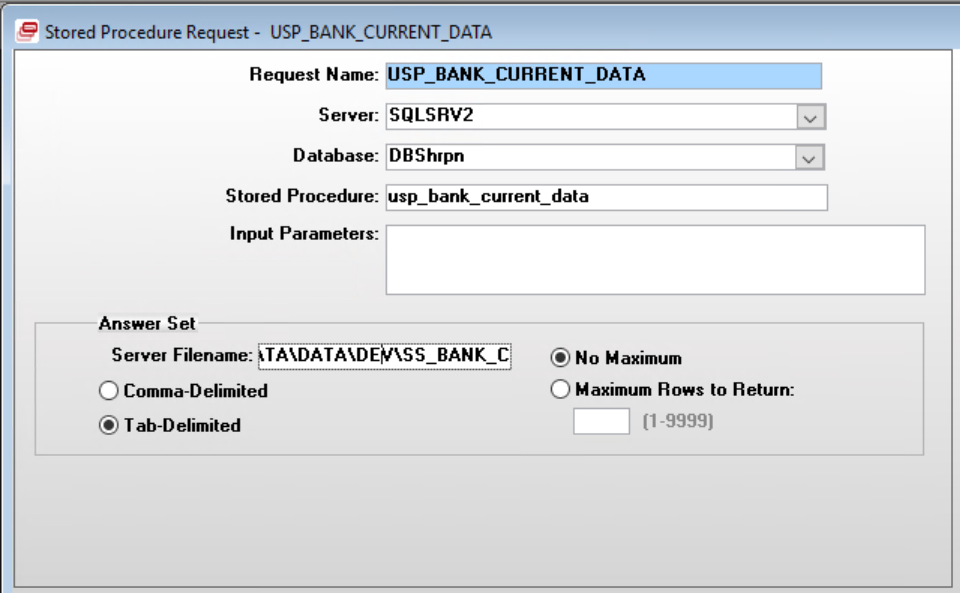 Stored Procedure Request - USP_BANK_CURRENT_DATA
Request Name: USP_BANK_CURRENT_DATA
Server: SQLSRV2
Database: DBShrpn
Stored Procedure: usp_bank_current_data
Input Parameters:
Answer Set
Server Filename: \TA\DATA\DEV\SS_BANK_C
No Maximum
Comma-Delimited
Maximum Rows to Return:
Tab-Delimited
(1-9999)